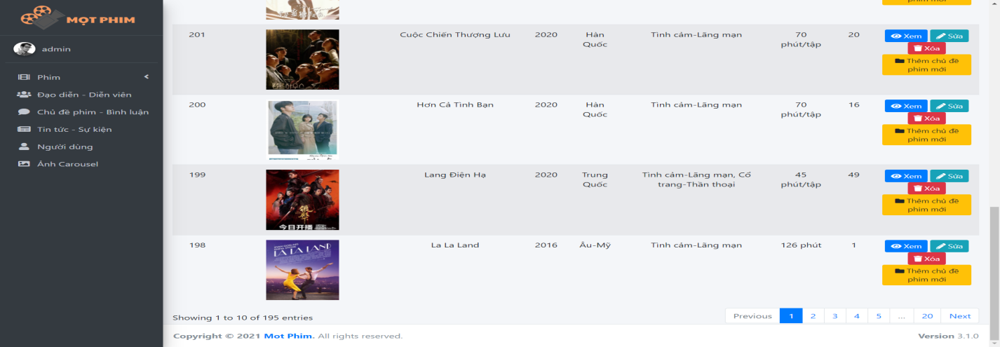 MỌT PHIM
admin
Phim
Đạo diễn - Diễn viên
Chủ đề phim - Bình luận
Tin tức - Sự kiện
Người dùng
Ảnh Carousel
phim mới
201 Cuộc Chiến Thượng Lưu 2020 Hàn Tình cảm-Lãng mạn 70 20 Xem Sửa
Quốc phút/tập
Xóa
Thêm chủ đề
phim mới
200 Hơn Cả Tình Bạn 2020 Hàn Tình cảm-Lãng mạn 70 16 Xem Sửa
Quốc phút/tập
Xóa
Thêm chủ đề
phim mới
199 Lang Điện Hạ 2020 Trung Tình cảm-Lãng mạn, Cổ 45 49 Xem Sửa
Quốc trang-Thần thoại phút/tập
Xóa
Thêm chủ đề
phim mới
狼殿下
今日开播
198 La La Land 2016 Âu-Mỹ Tình cảm-Lãng mạn 126 phút 1 Xem Sửa
LA LA LAND
Xóa
Thêm chủ đề
phim mới
Showing 1 to 10 of 195 entries
Previous 1 2 3 4 5 ... 20 Next
Copyright © 2021 Mot Phim. All rights reserved.
Version 3.1.0